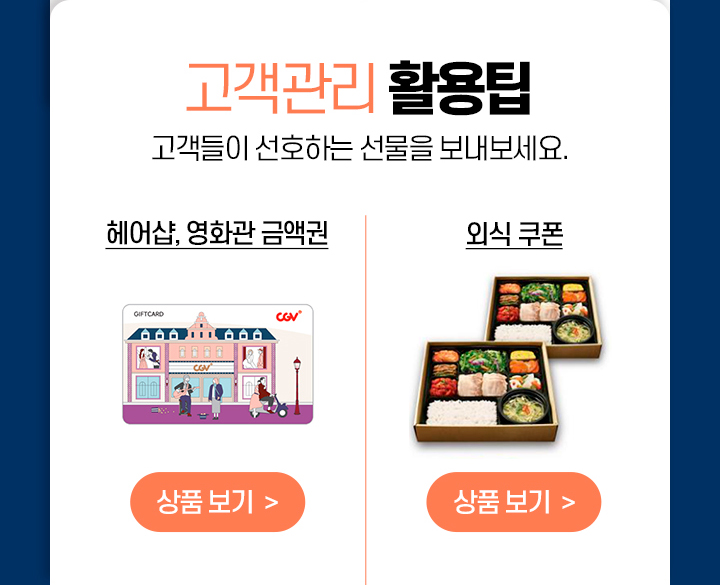 고객관리 활용팁
고객들이 선호하는 선물을 보내보세요.
헤어샵, 영화관 금액권
GIFTCARD
CGV
CGV
상품 보기 >
외식 쿠폰
상품 보기 >